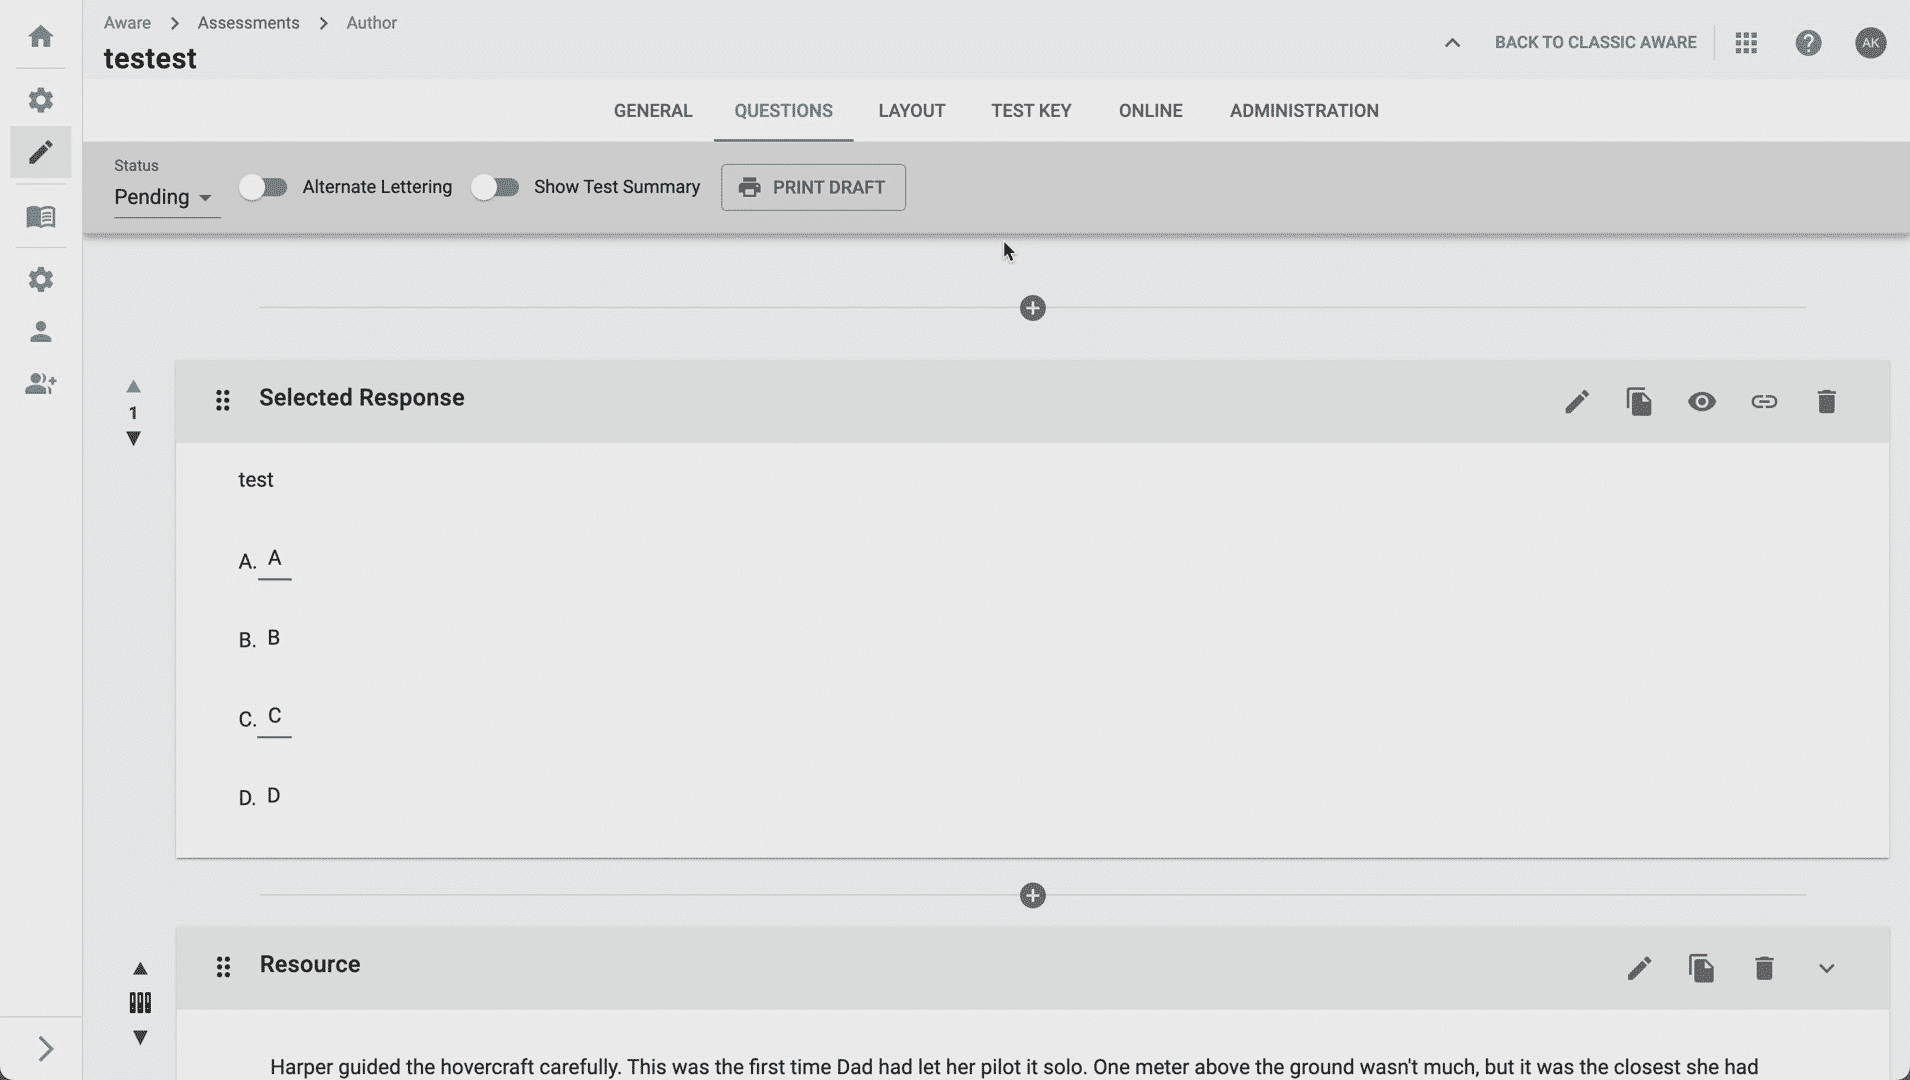 Aware > Assessments > Author
testest
BACK TO CLASSIC AWARE
AK
GENERAL QUESTIONS LAYOUT TEST KEY ONLINE ADMINISTRATION
Status
Pending
Alternate Lettering
Show Test Summary
PRINT DRAFT
1
Selected Response
test
A. A
B. B
C. C
D. D
Resource
Harper guided the hovercraft carefully. This was the first time Dad had let her pilot it solo. One meter above the ground wasn't much, but it was the closest she had